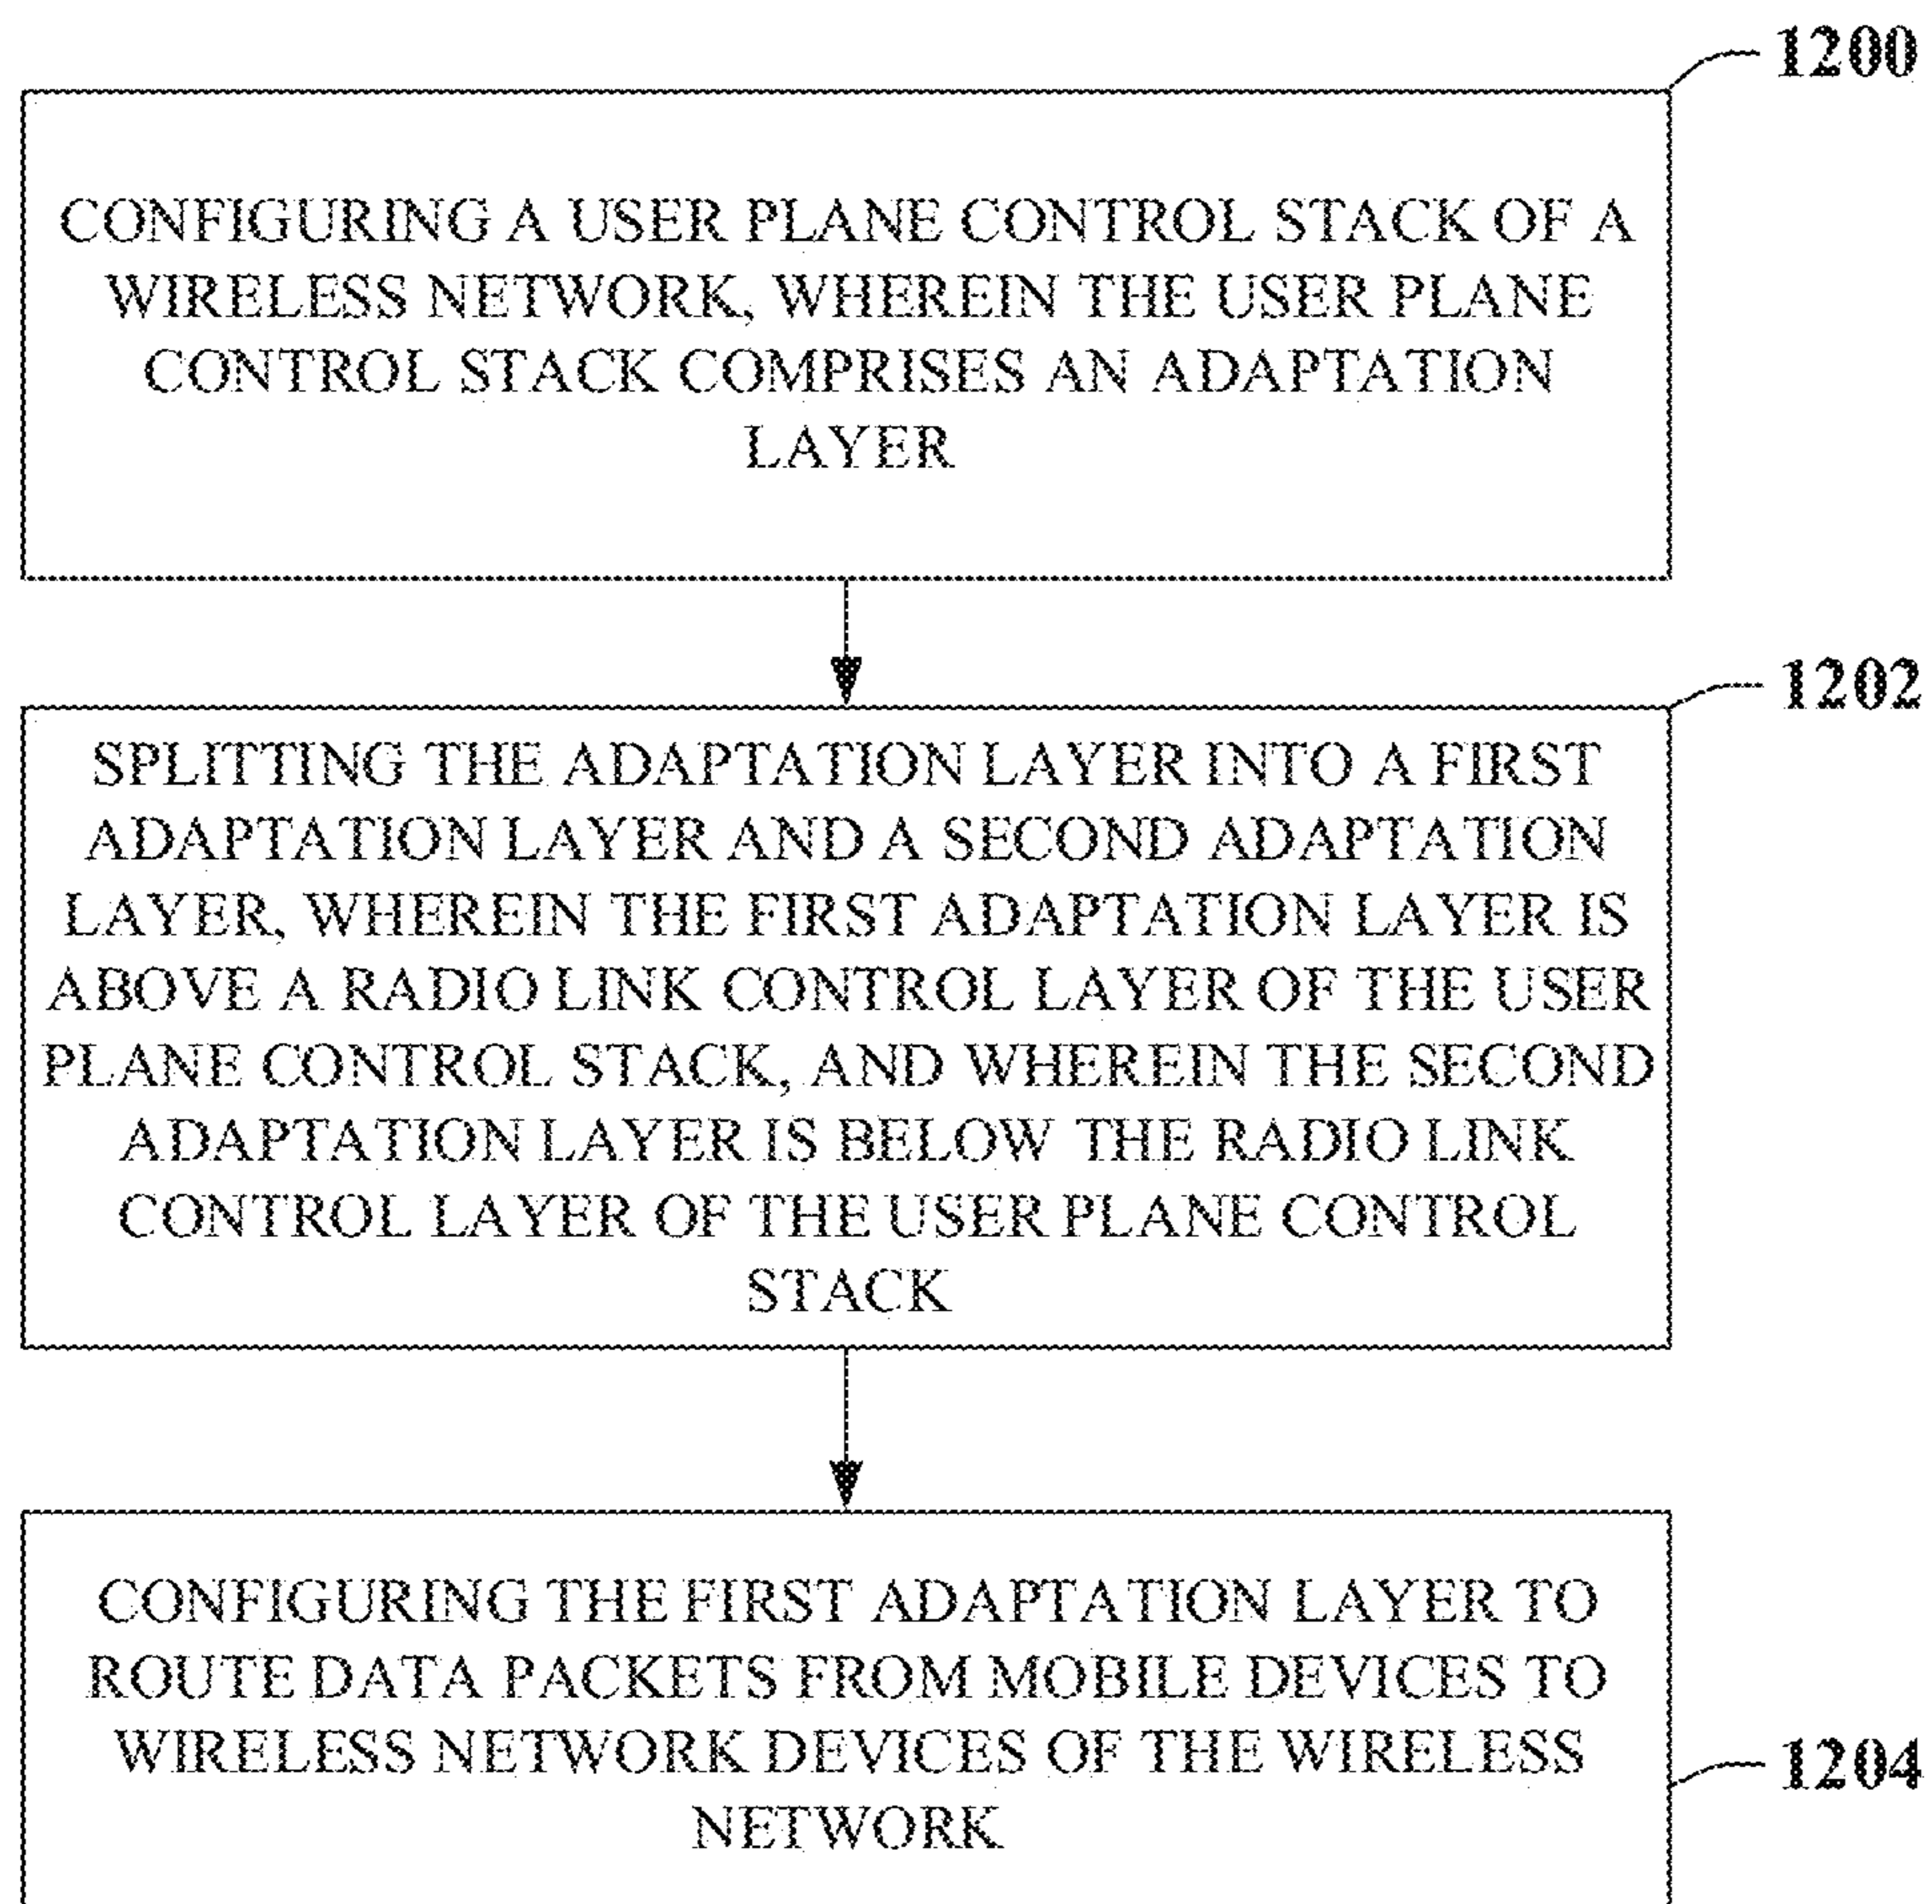 1200
CONFIGURING A USER PLANE CONTROL STACK OF A
WIRELESS NETWORK, WHEREIN THE USER PLANE
CONTROL STACK COMPRISES AN ADAPTATION
LAYER
1202
SPLITTING THE ADAPTATION LAYER INTO A FIRST
ADAPTATION LAYER AND A SECOND ADAPTATION
LAYER, WHEREIN THE FIRST ADAPTATION LAYER IS
ABOVE A RADIO LINK CONTROL LAYER OF THE USER
PLANE CONTROL STACK, AND WHEREIN THE SECOND
ADAPTATION LAYER IS BELOW THE RADIO LINK
CONTROL LAYER OF THE USER PLANE CONTROL
STACK
CONFIGURING THE FIRST ADAPTATION LAYER TO
ROUTE DATA PACKETS FROM MOBILE DEVICES TO
WIRELESS NETWORK DEVICES OF THE WIRELESS
NETWORK
1204